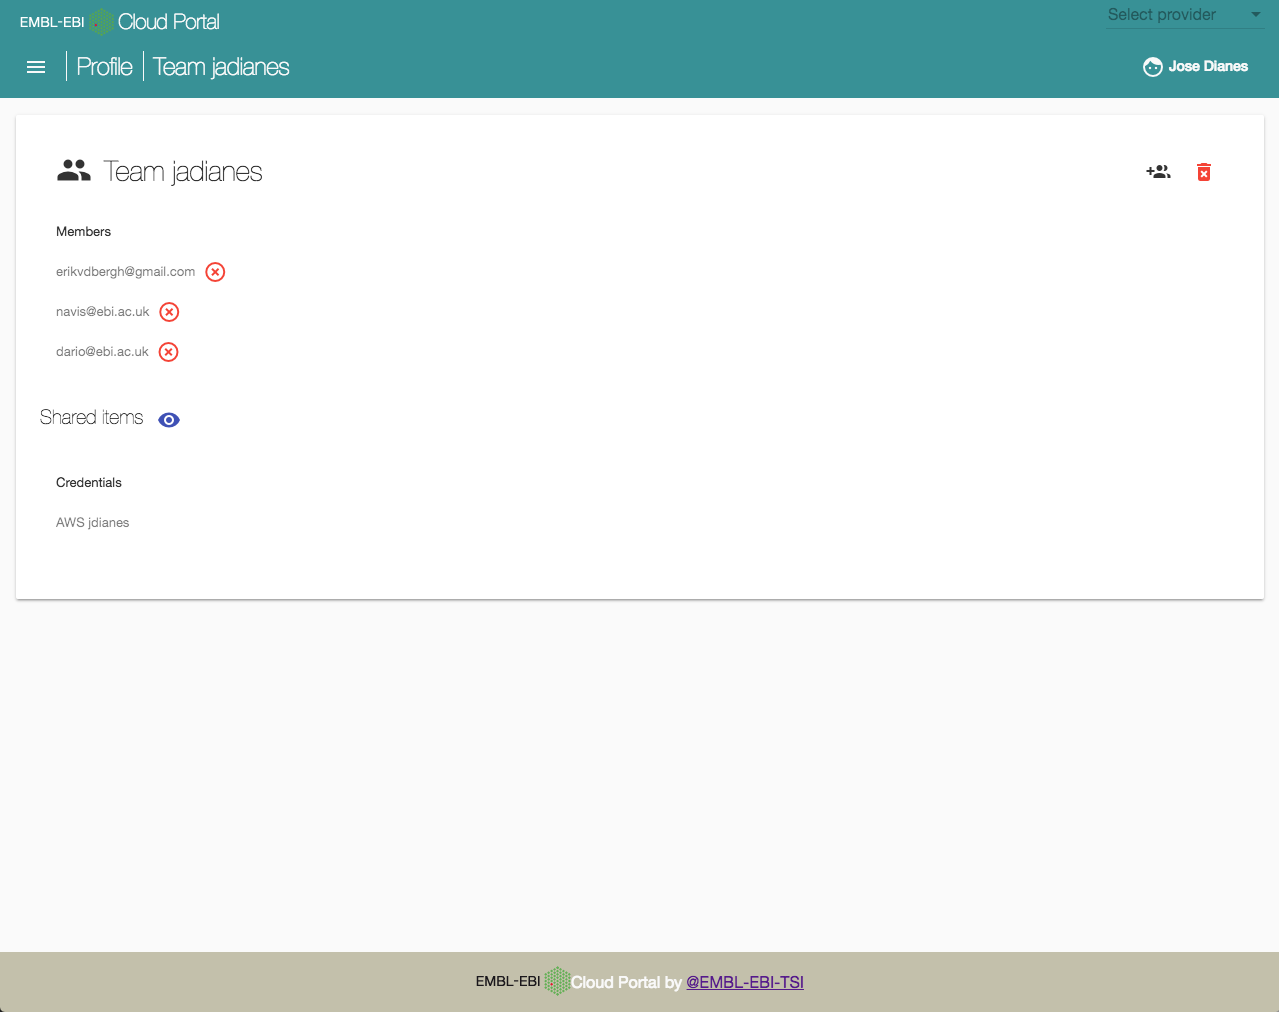 EMBL-EBI Cloud Portal
Select provider
Profile Team jadianes
Jose Dianes
Team jadianes
Members
erikvdbergh@gmail.com
navis@ebi.ac.uk
dario@ebi.ac.uk
Shared items
Credentials
AWS jdianes
EMBL-EBI Cloud Portal by @EMBL-EBI-TSI